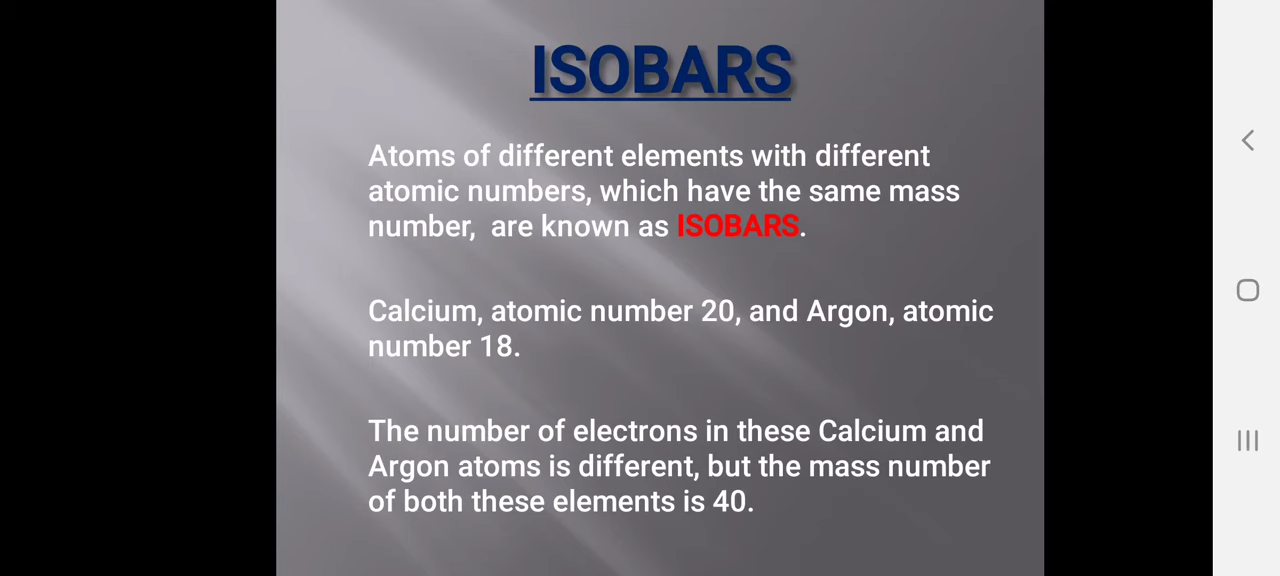 ISOBARS
Atoms of different elements with different
atomic numbers, which have the same mass
number,  are known as ISOBARS.
Calcium, atomic number 20, and Argon, atomic
number 18.
The number of electrons in these Calcium and
Argon atoms is different, but the mass number
of both these elements is 40.